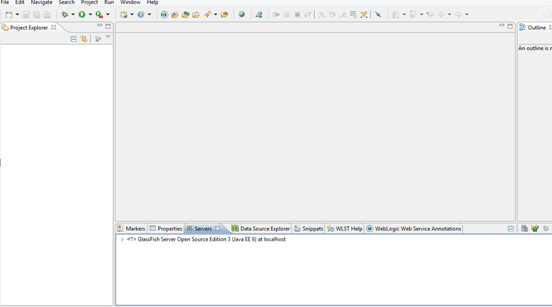 File Edit Navigate Search Project Run Window Help
Project Explorer
Outline
An outline is n
Markers Properties Servers Data Source Explorer Snippets WLST Help WebLogic Web Service Annotations
GlassFish Server Open Source Edition 3 (Java EE 6) at localhost